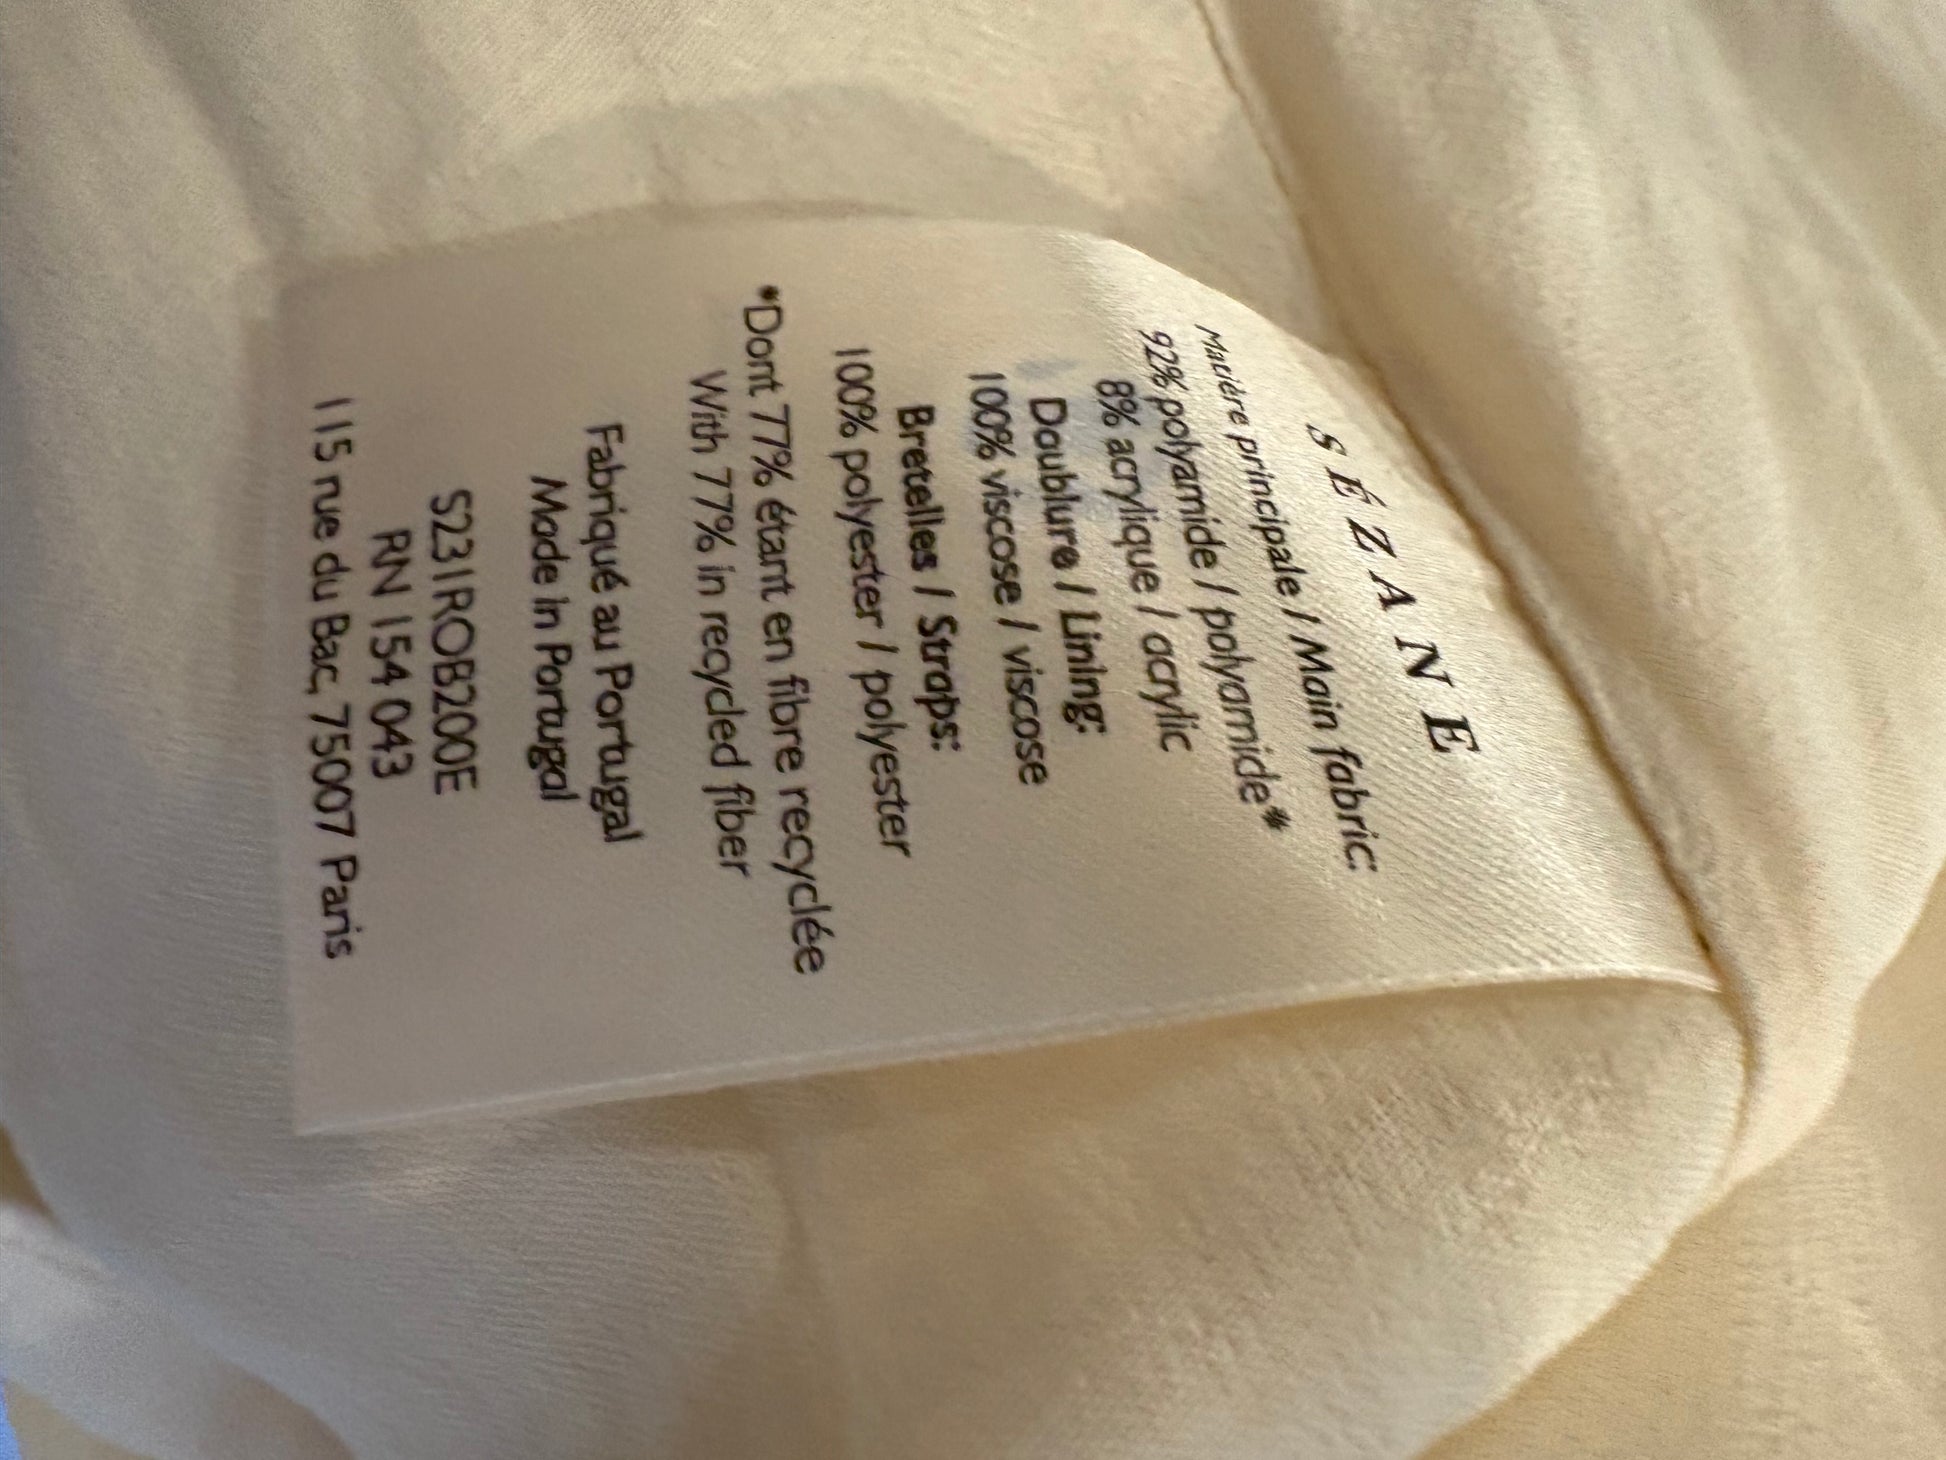 SÉZANE
Matière principale / Main fabric:
92% polyamide / polyamide*
8% acrylique / acrylic
Doublure / Lining:
100% viscose / viscose
Bretelles / Straps:
100% polyester / polyester
*Dont 77% étant en fibre recyclée
With 77% in recycled fiber
Fabriqué au Portugal
Made in Portugal
S231ROB200E
RN 154 043
115 rue du Bac, 75007 Paris